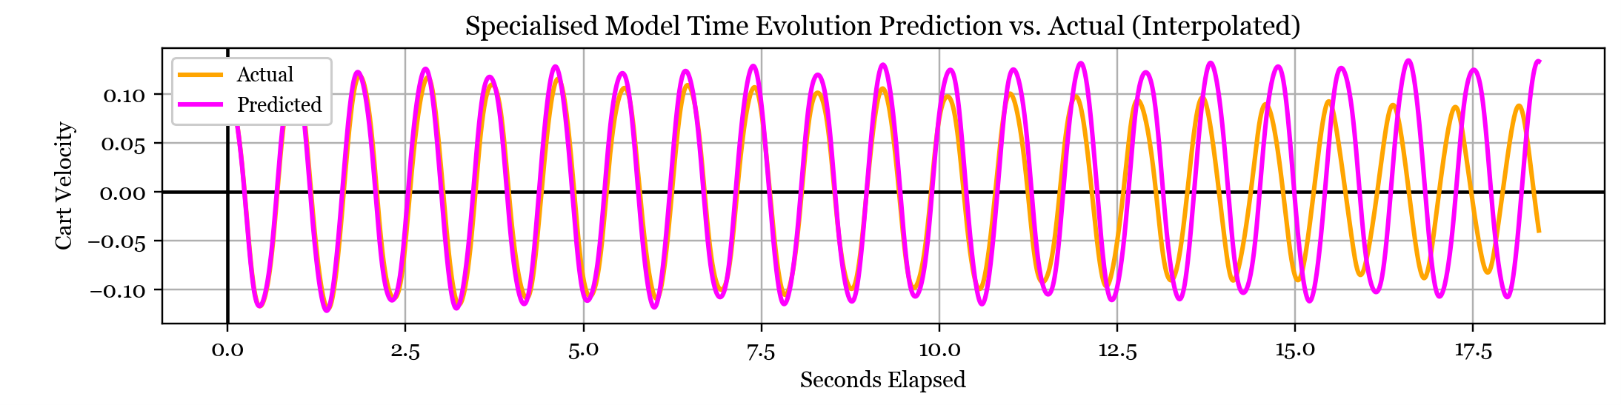 Specialised Model Time Evolution Prediction vs. Actual (Interpolated)
Actual
Predicted
0.10
0.05
0.00
−0.05
−0.10
Cart Velocity
0.0 2.5 5.0 7.5 10.0 12.5 15.0 17.5
Seconds Elapsed